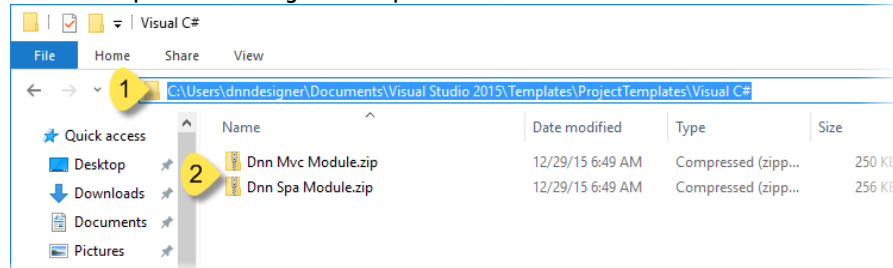 Visual C#
File Home Share View
1 C:\Users\dnndesigner\Documents\Visual Studio 2015\Templates\ProjectTemplates\Visual C#
Quick access Name Date modified Type Size
Desktop Dnn Mvc Module.zip 12/29/15 6:49 AM Compressed (zipp... 250 KB
2
Downloads Dnn Spa Module.zip 12/29/15 6:49 AM Compressed (zipp... 256 KB
Documents
Pictures